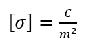 [σ] = c/m²